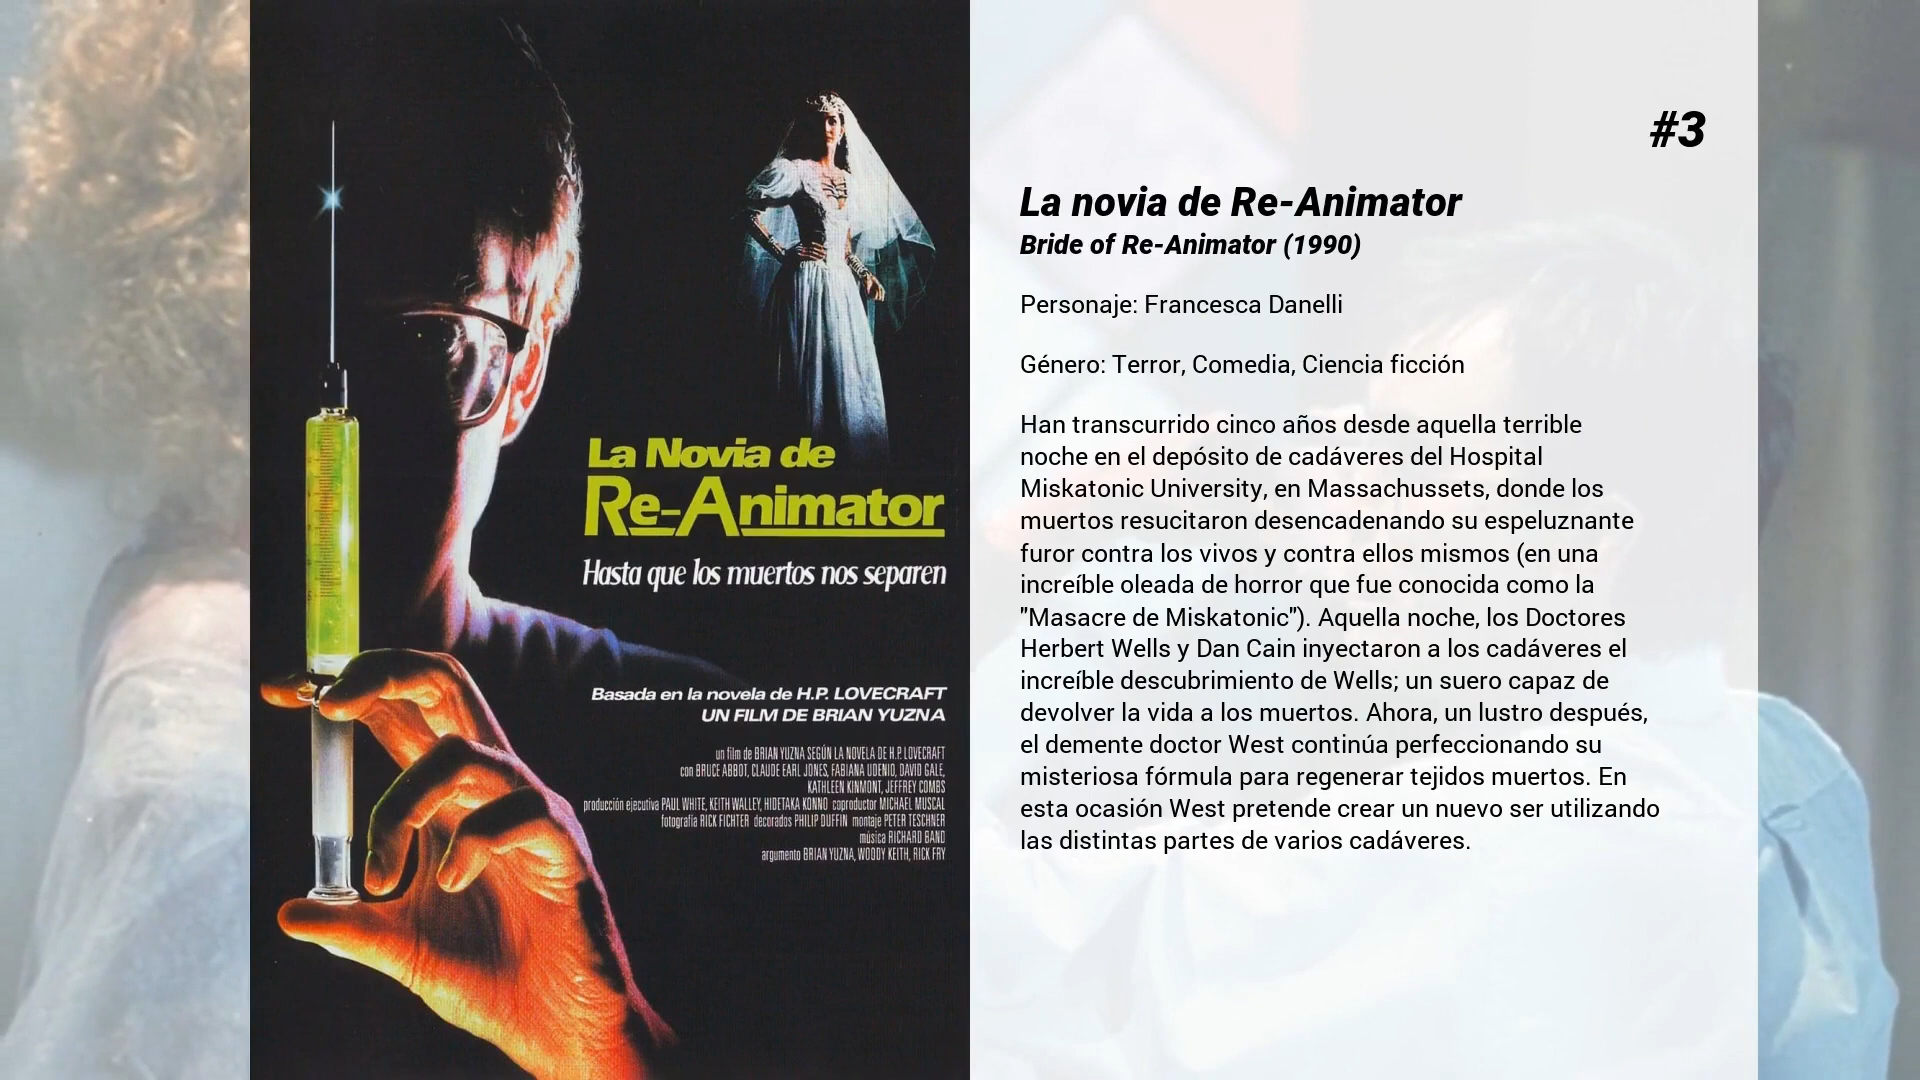 La Novia de
Re-Animator
Hasta que los muertos nos separen
Basada en la novela de H.P. LOVECRAFT
UN FILM DE BRIAN YUZNA
un film de BRIAN YUZNA SEGÚN LA NOVELA DE H.P. LOVECRAFT
con BRUCE ABBOT, CLAUDE EARL JONES, FABIANA UDENIO, DAVID GALE,
KATHLEEN KINMONT, JEFFREY COMBS
producción ejecutiva PAUL WHITE, KEITH WALLEY, HIDETAKA KONNO coproductor MICHAEL MUSCAL
fotografía RICK FICHTER decorados PHILIP DUFFIN montaje PETER TESCHNER
música RICHARD BAND
argumento BRIAN YUZNA, WOODY KEITH, RICK FRY
#3
La novia de Re-Animator
Bride of Re-Animator (1990)
Personaje: Francesca Danelli
Género: Terror, Comedia, Ciencia ficción
Han transcurrido cinco años desde aquella terrible
noche en el depósito de cadáveres del Hospital
Miskatonic University, en Massachussets, donde los
muertos resucitaron desencadenando su espeluznante
furor contra los vivos y contra ellos mismos (en una
increíble oleada de horror que fue conocida como la
"Masacre de Miskatonic"). Aquella noche, los Doctores
Herbert Wells y Dan Cain inyectaron a los cadáveres el
increíble descubrimiento de Wells; un suero capaz de
devolver la vida a los muertos. Ahora, un lustro después,
el demente doctor West continúa perfeccionando su
misteriosa fórmula para regenerar tejidos muertos. En
esta ocasión West pretende crear un nuevo ser utilizando
las distintas partes de varios cadáveres.